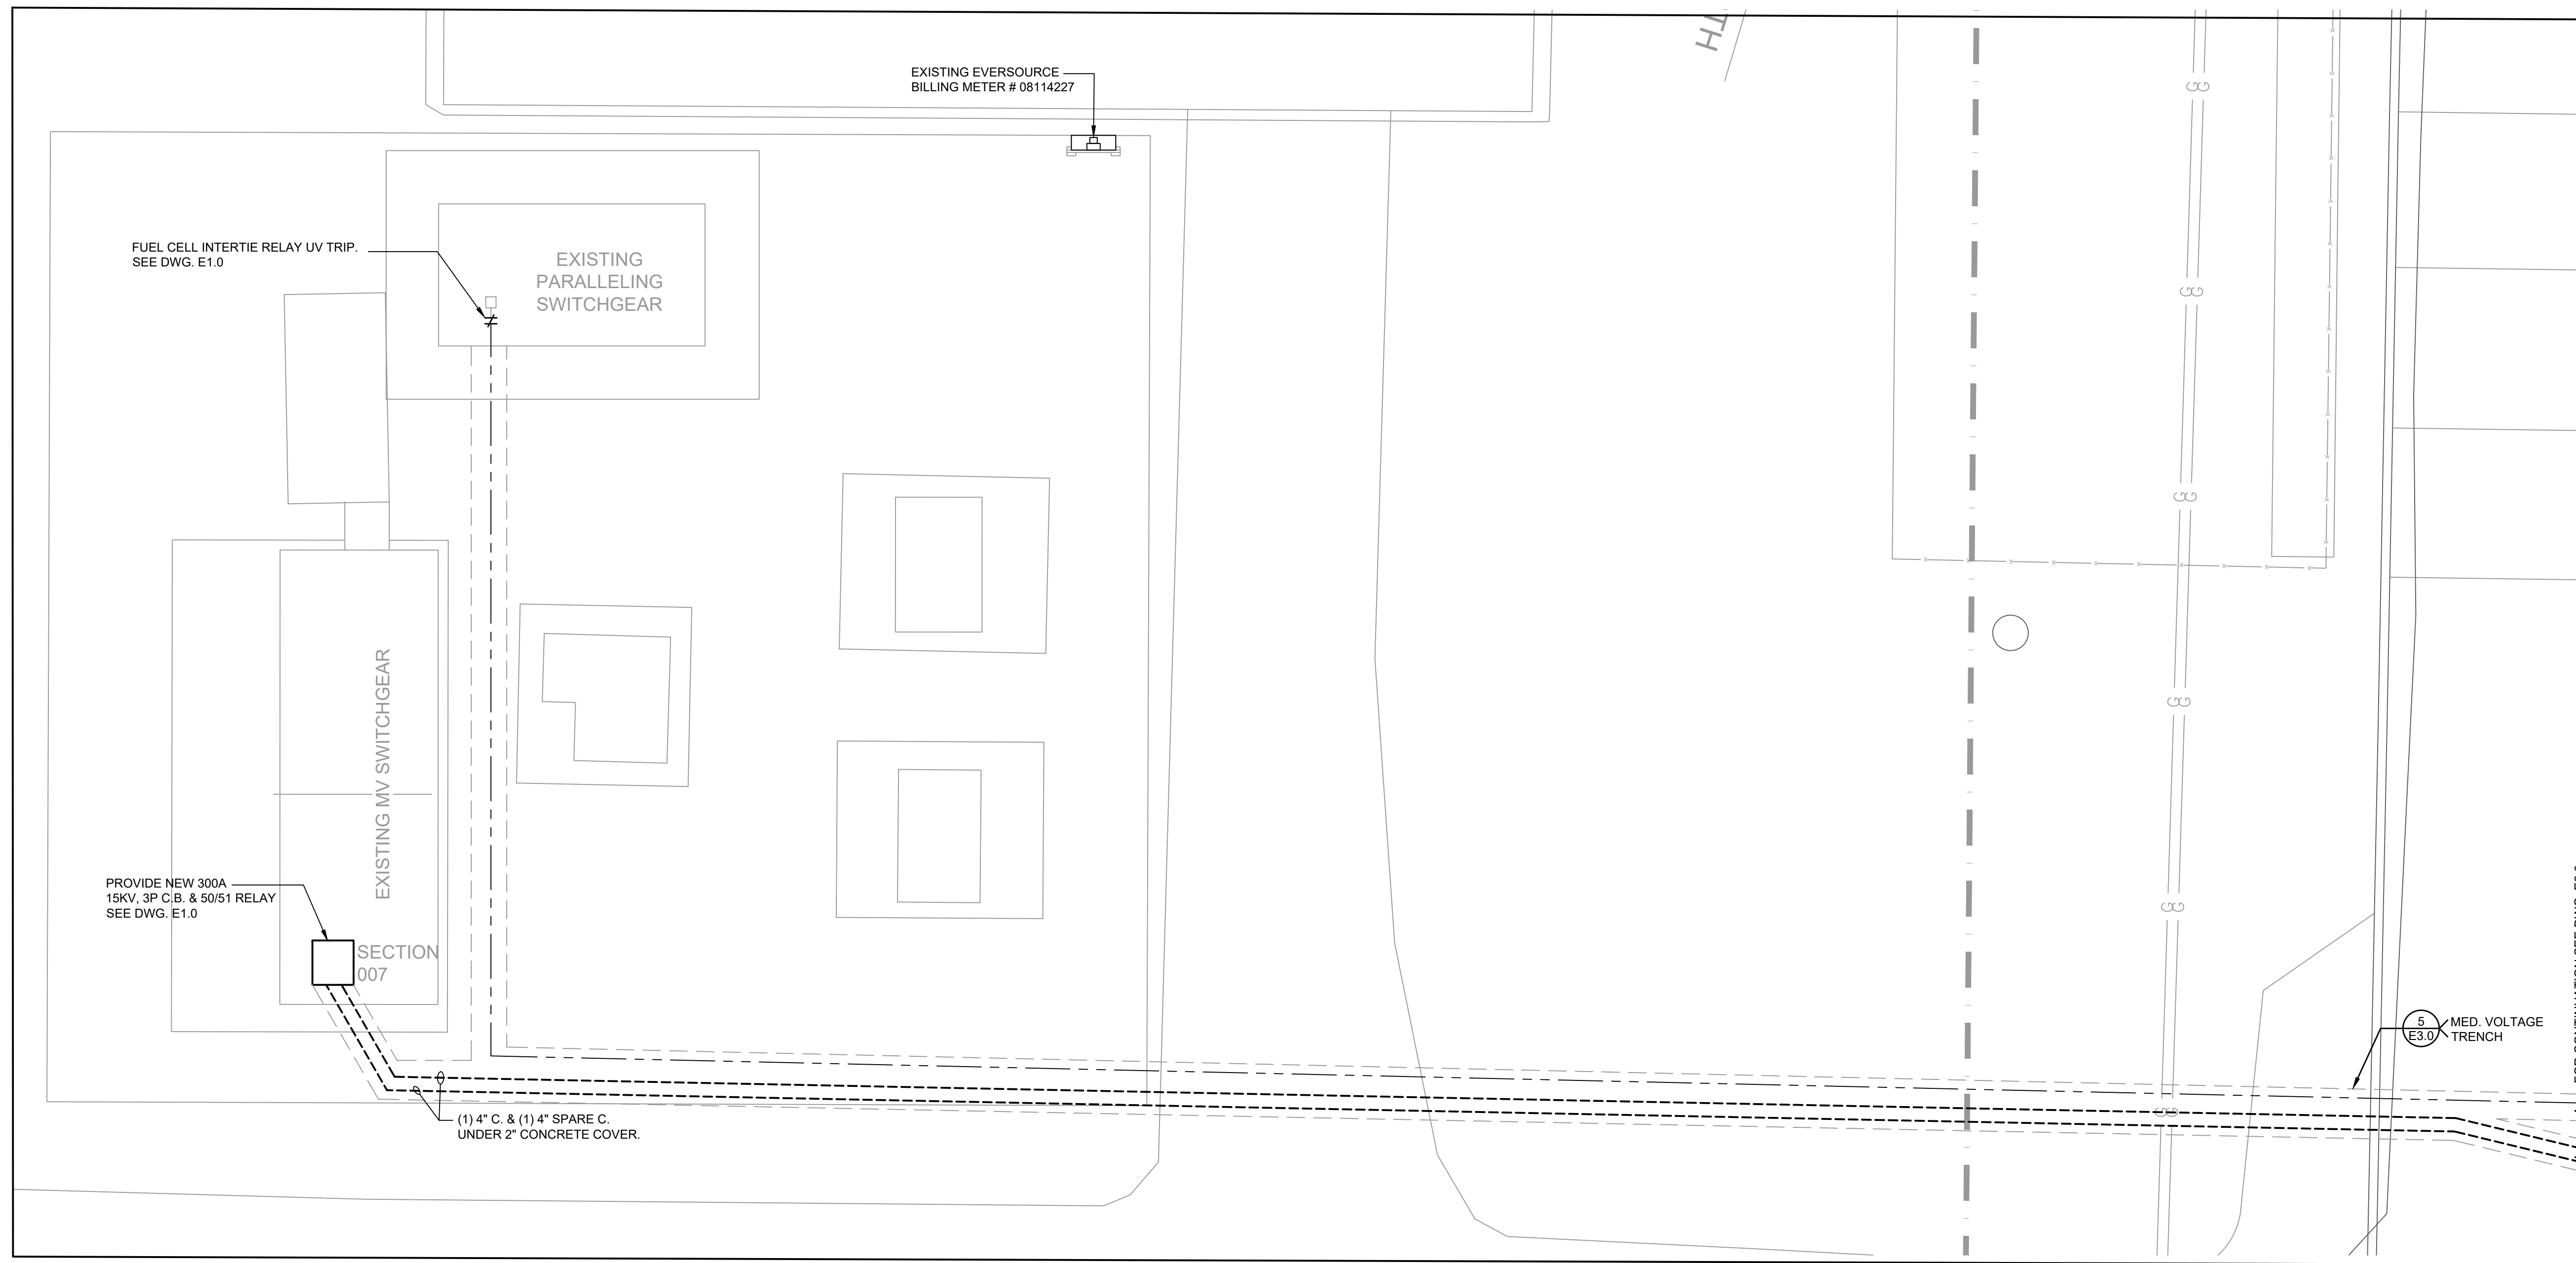 EXISTING EVERSOURCE
BILLING METER # 08114227
TH
FUEL CELL INTERTIE RELAY UV TRIP.
SEE DWG. E1.0
EXISTING
PARALLELING
SWITCHGEAR
EXISTING MV SWITCHGEAR
PROVIDE NEW 300A
15KV, 3P C.B. & 50/51 RELAY
SEE DWG. E1.0
SECTION
007
(1) 4" C. & (1) 4" SPARE C.
UNDER 2" CONCRETE COVER.
5
E3.0
MED. VOLTAGE
TRENCH
G G
G G
G G
G G
G G
G G